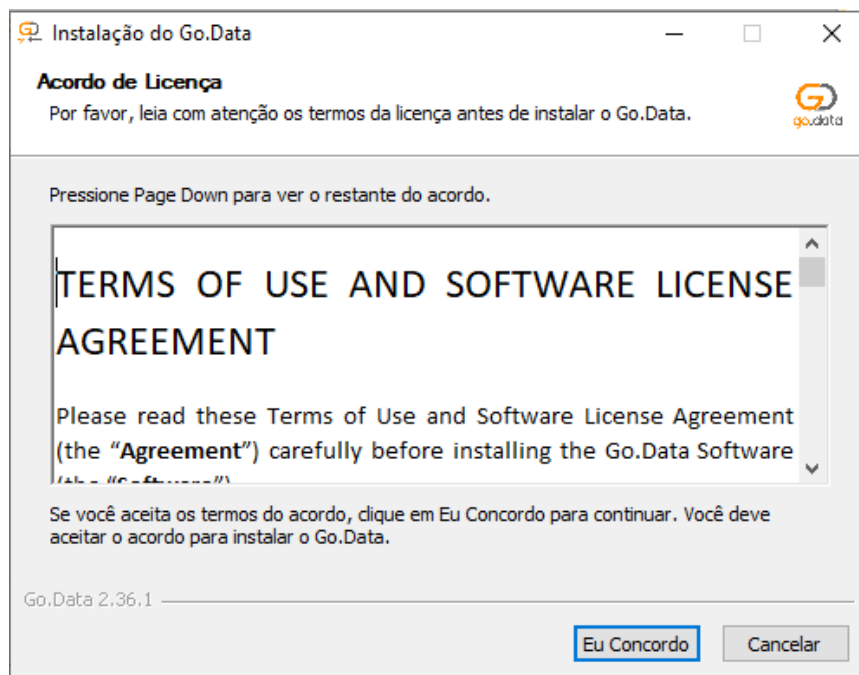 Instalação do Go.Data
Acordo de Licença
Por favor, leia com atenção os termos da licença antes de instalar o Go.Data.
go.data
Pressione Page Down para ver o restante do acordo.
TERMS OF USE AND SOFTWARE LICENSE
AGREEMENT
Please read these Terms of Use and Software License Agreement
(the “Agreement”) carefully before installing the Go.Data Software
(the “Software”)
Se você aceita os termos do acordo, clique em Eu Concordo para continuar. Você deve
aceitar o acordo para instalar o Go.Data.
Go.Data 2.36.1
Eu Concordo
Cancelar